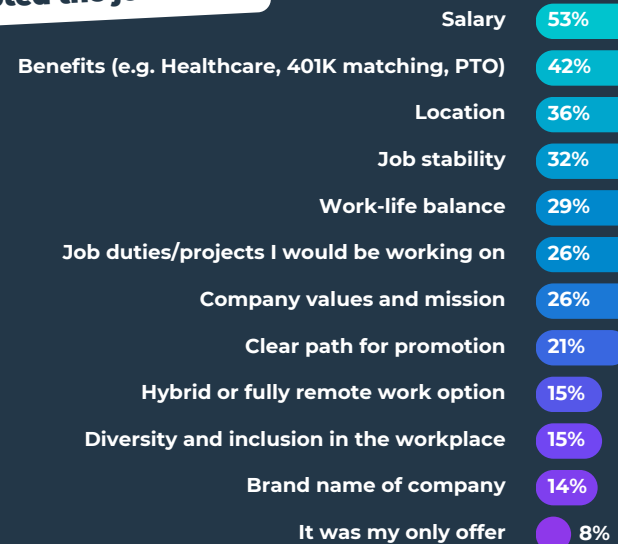 the
Salary 53%
Benefits (e.g. Healthcare, 401K matching, PTO) 42%
Location 36%
Job stability 32%
Work-life balance 29%
Job duties/projects I would be working on 26%
Company values and mission 26%
Clear path for promotion 21%
Hybrid or fully remote work option 15%
Diversity and inclusion in the workplace 15%
Brand name of company 14%
It was my only offer 8%